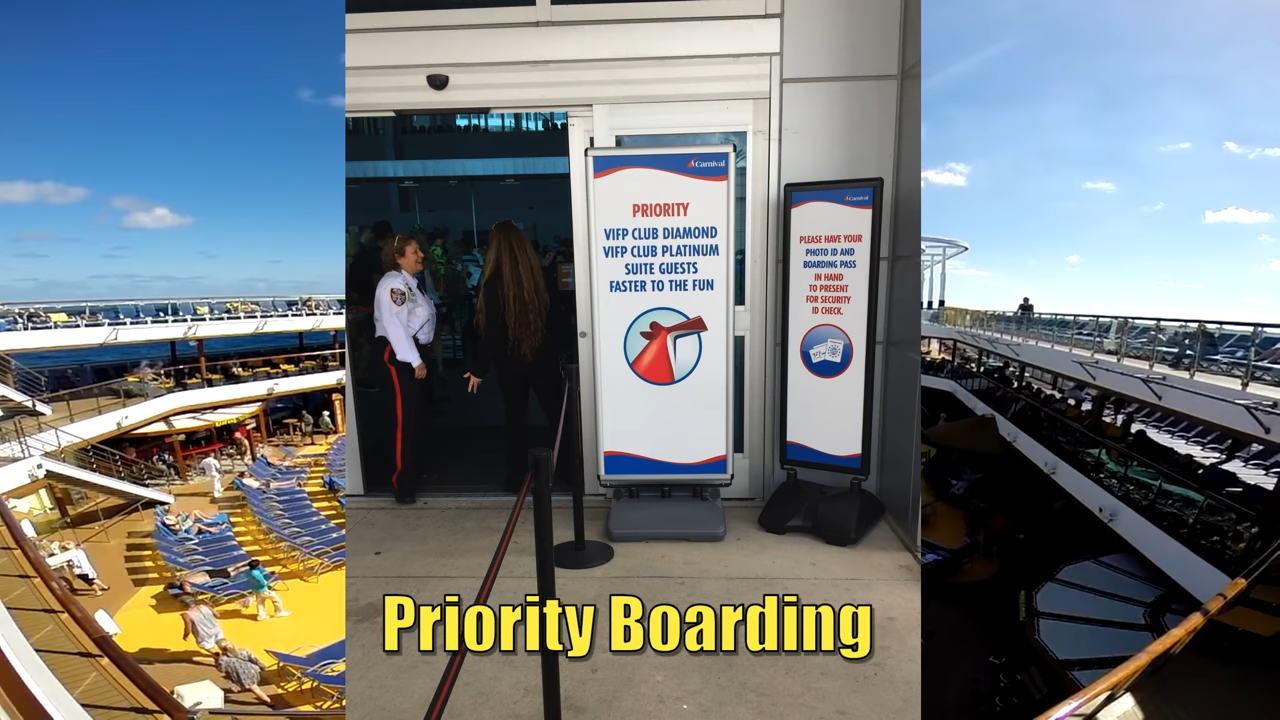 Carnival
PRIORITY
VIFP CLUB DIAMOND
VIFP CLUB PLATINUM
SUITE GUESTS
FASTER TO THE FUN
Carnival
PLEASE HAVE YOUR
PHOTO ID AND
BOARDING PASS
IN HAND
TO PRESENT
FOR SECURITY
ID CHECK.
Priority Boarding